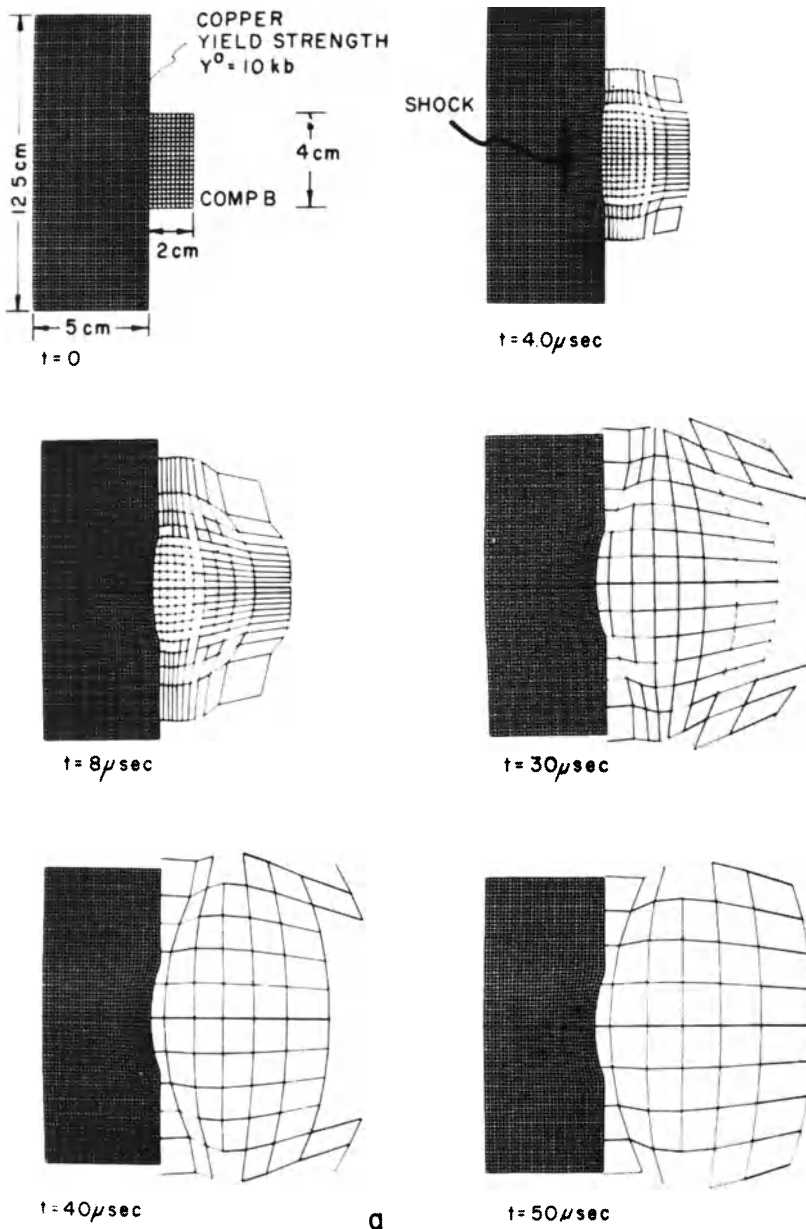 COPPER
YIELD STRENGTH
Y⁰ = 10 kb
12.5 cm
4 cm
COMP B
2 cm
5 cm
t = 0
SHOCK
t = 4.0 μsec
t = 8 μsec
t = 30 μsec
t = 40 μsec
t = 50 μsec
a